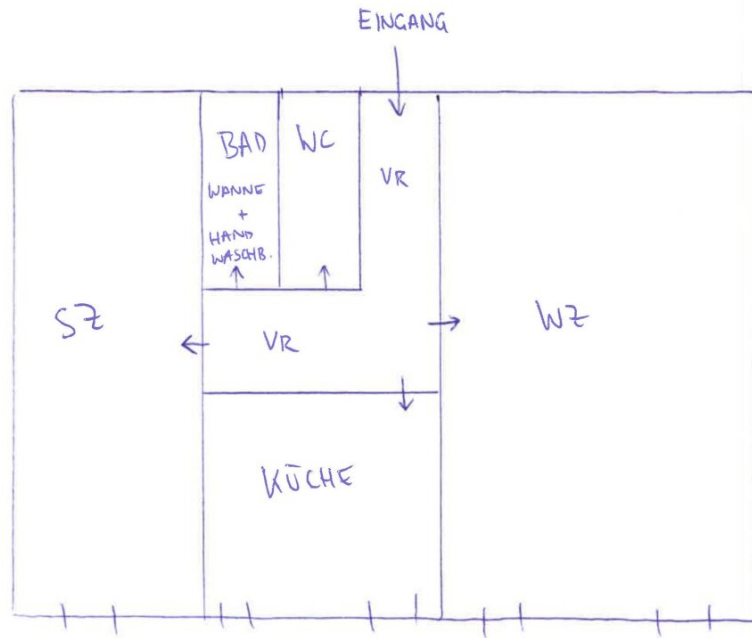 EINGANG
BAD
WC
VR
WANNE
+
HAND
WASCHB.
SZ
VR
WZ
KÜCHE